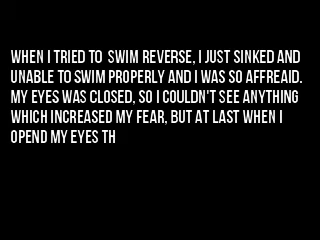 WHEN I TRIED TO SWIM REVERSE, I JUST SINKED AND
UNABLE TO SWIM PROPERLY AND I WAS SO AFFREAID.
MY EYES WAS CLOSED, SO I COULDN'T SEE ANYTHING
WHICH INCREASED MY FEAR, BUT AT LAST WHEN I
OPEND MY EYES TH